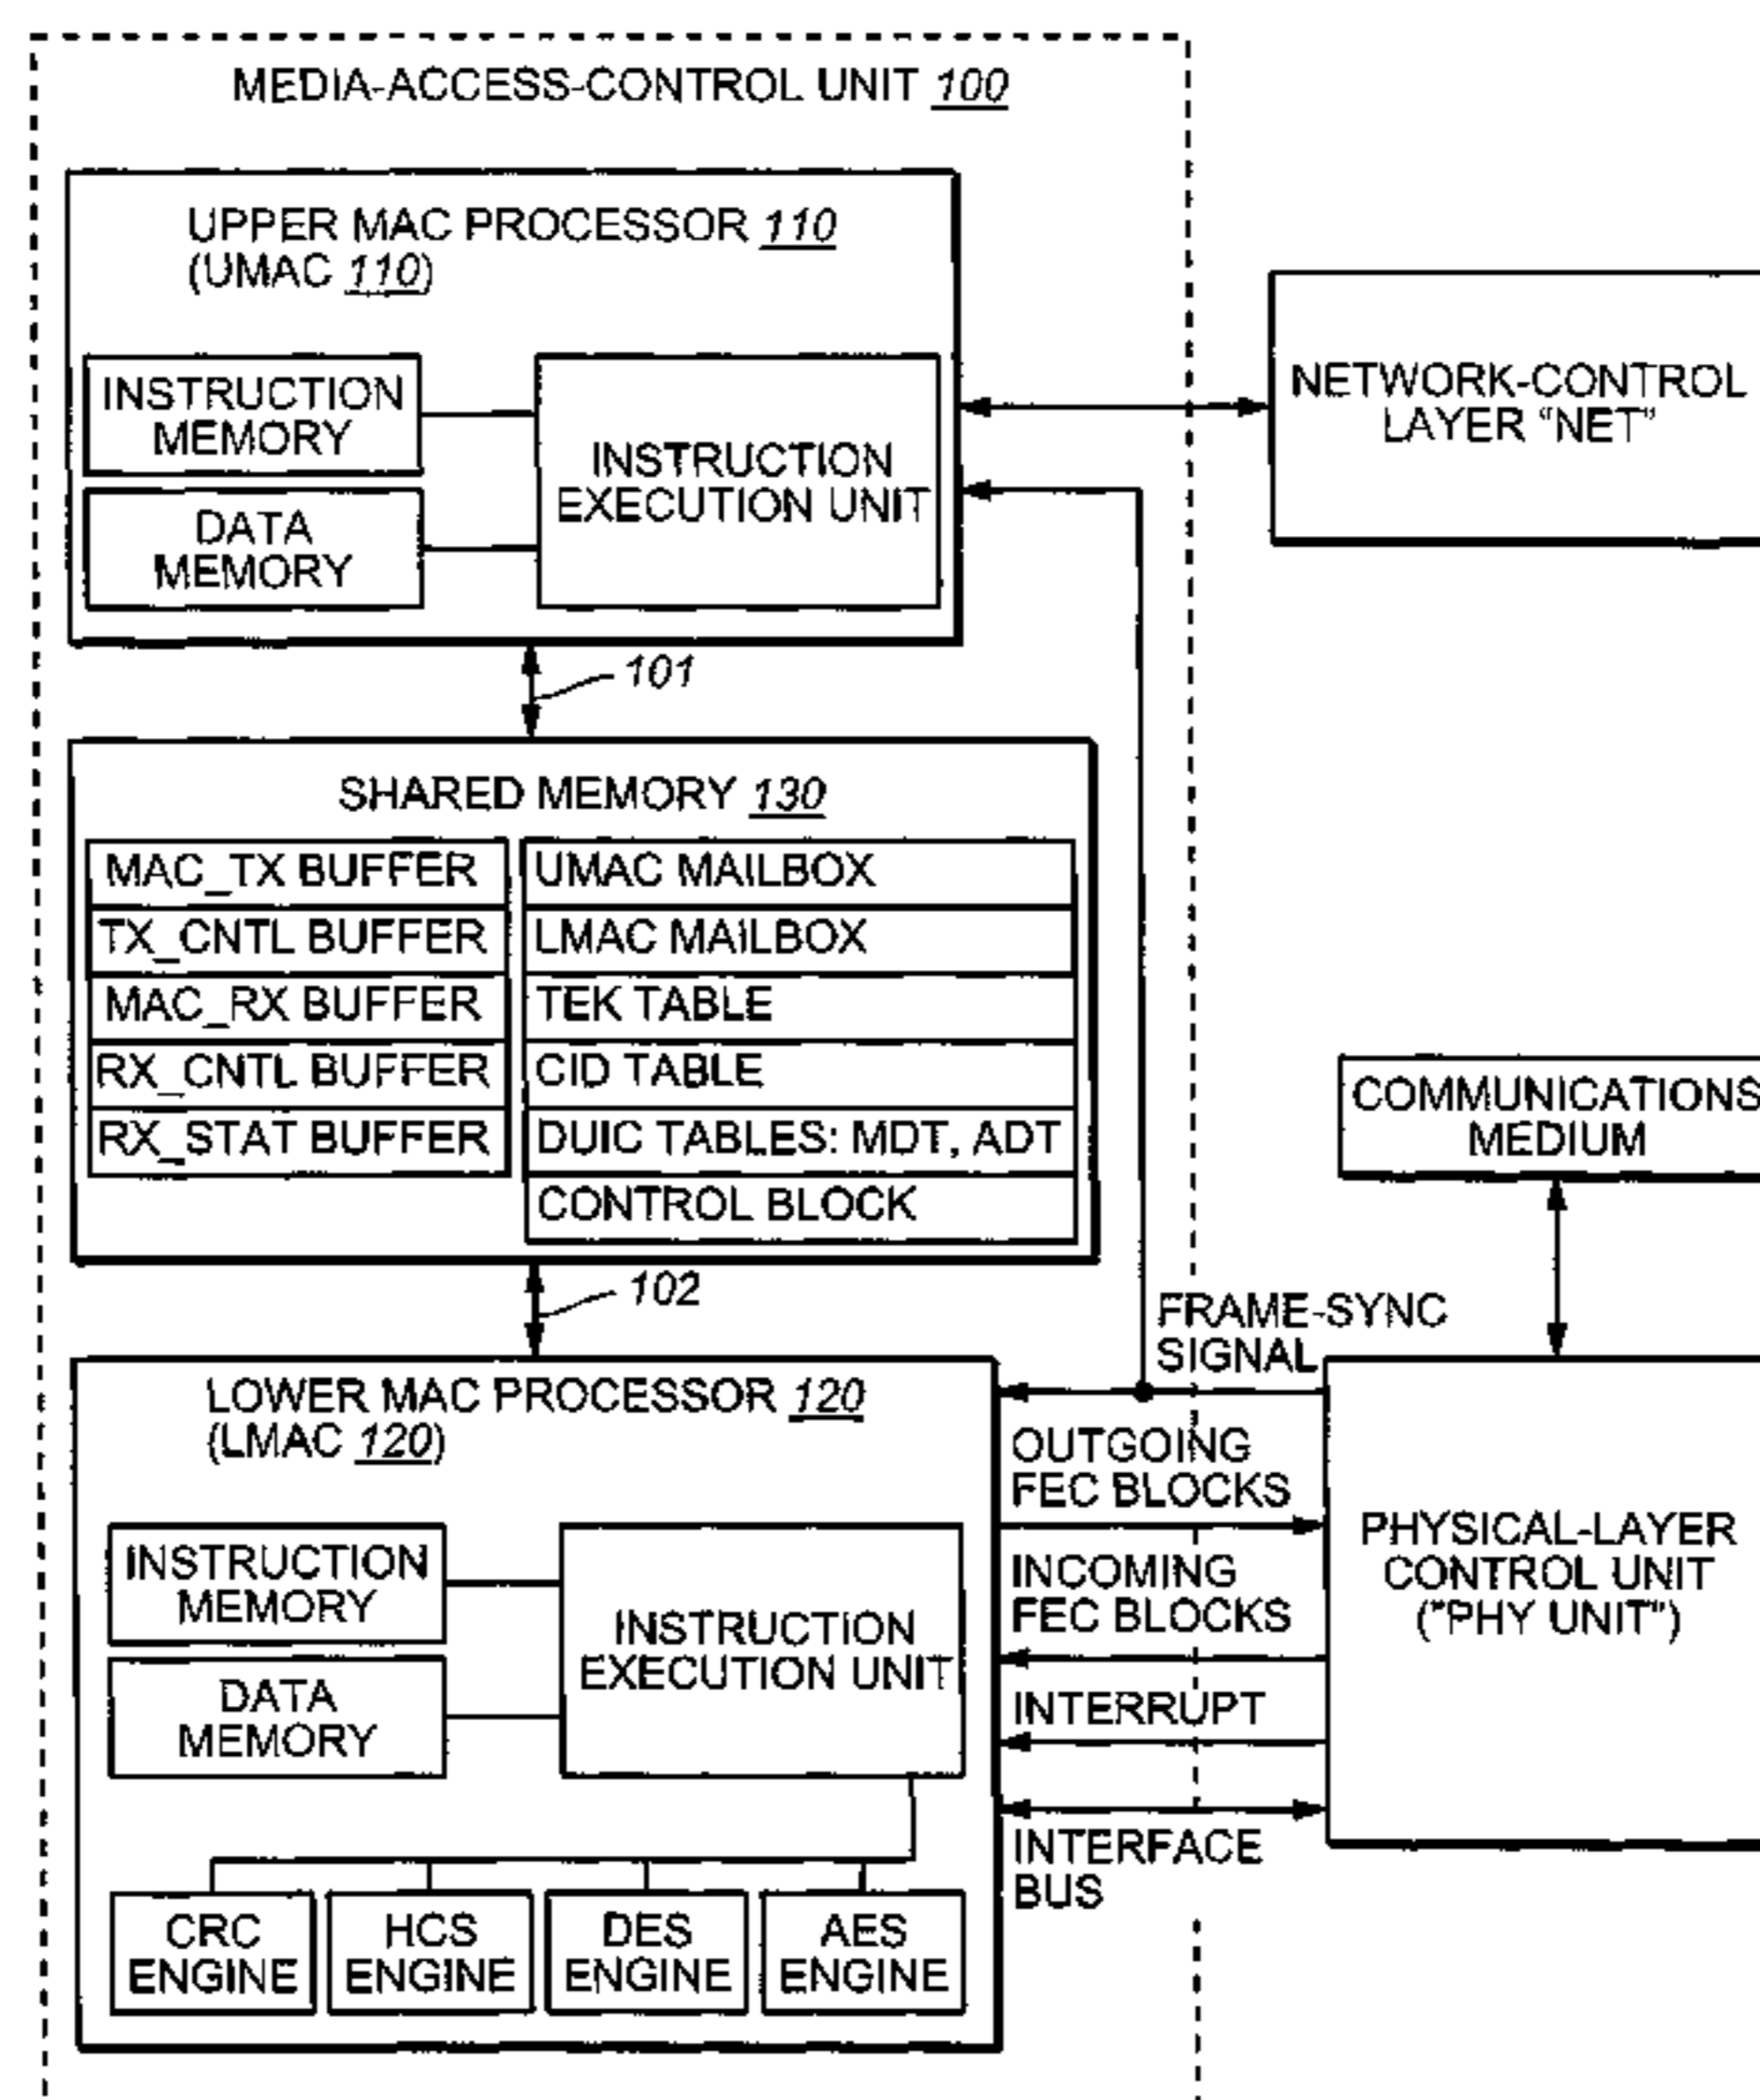 MEDIA-ACCESS-CONTROL UNIT 100
UPPER MAC PROCESSOR 110
(UMAC 110)
INSTRUCTION
MEMORY
DATA
MEMORY
INSTRUCTION
EXECUTION UNIT
NETWORK-CONTROL
LAYER "NET"
101
SHARED MEMORY 130
MAC_TX BUFFER
TX_CNTL BUFFER
MAC_RX BUFFER
RX_CNTL BUFFER
RX_STAT BUFFER
UMAC MAILBOX
LMAC MAILBOX
TEK TABLE
CID TABLE
DUIC TABLES: MDT, ADT
CONTROL BLOCK
COMMUNICATIONS
MEDIUM
102
FRAME-SYNC
SIGNAL
LOWER MAC PROCESSOR 120
(LMAC 120)
INSTRUCTION
MEMORY
DATA
MEMORY
INSTRUCTION
EXECUTION UNIT
OUTGOING
FEC BLOCKS
INCOMING
FEC BLOCKS
INTERRUPT
INTERFACE
BUS
PHYSICAL-LAYER
CONTROL UNIT
("PHY UNIT")
CRC
ENGINE
HCS
ENGINE
DES
ENGINE
AES
ENGINE